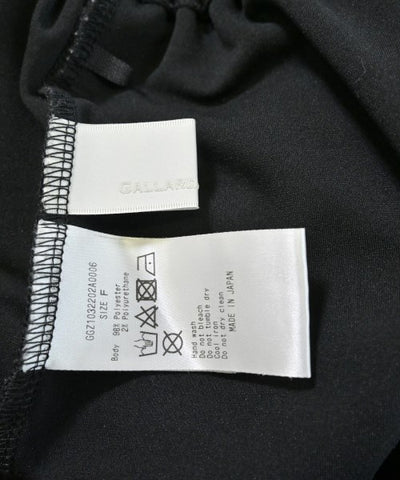 GALLARD
GGZ1032202A0006
SIZE F
Body 98% Polyester
2% Polyurethane
Hand wash
Do not bleach
Do not tumble dry
Cool iron
Do not dry clean
MADE IN JAPAN